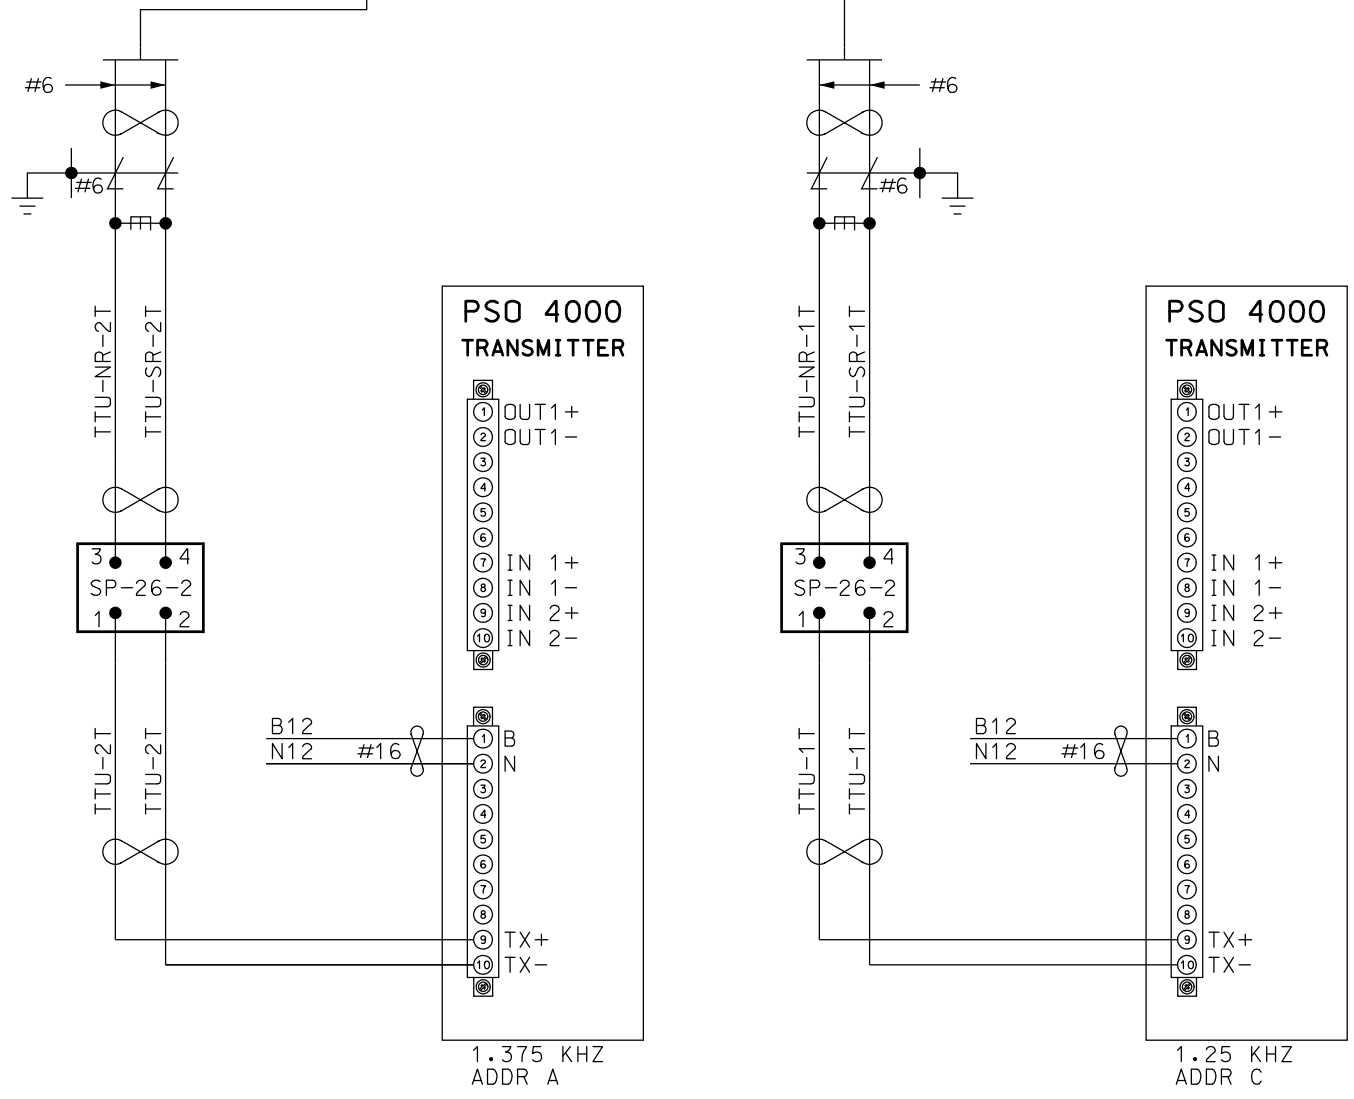 #6
#6
#6
#6
TTU-NR-2T
TTU-SR-2T
PSO 4000
TRANSMITTER
1 OUT1+
2 OUT1-
3
4
5
6
7 IN 1+
8 IN 1-
9 IN 2+
10 IN 2-
3 4
SP-26-2
1 2
TTU-2T
TTU-2T
B12
N12 #16
1 B
2 N
3
4
5
6
7
8
9 TX+
10 TX-
1.375 KHZ
ADDR A
TTU-NR-1T
TTU-SR-1T
PSO 4000
TRANSMITTER
1 OUT1+
2 OUT1-
3
4
5
6
7 IN 1+
8 IN 1-
9 IN 2+
10 IN 2-
3 4
SP-26-2
1 2
TTU-1T
TTU-1T
B12
N12 #16
1 B
2 N
3
4
5
6
7
8
9 TX+
10 TX-
1.25 KHZ
ADDR C